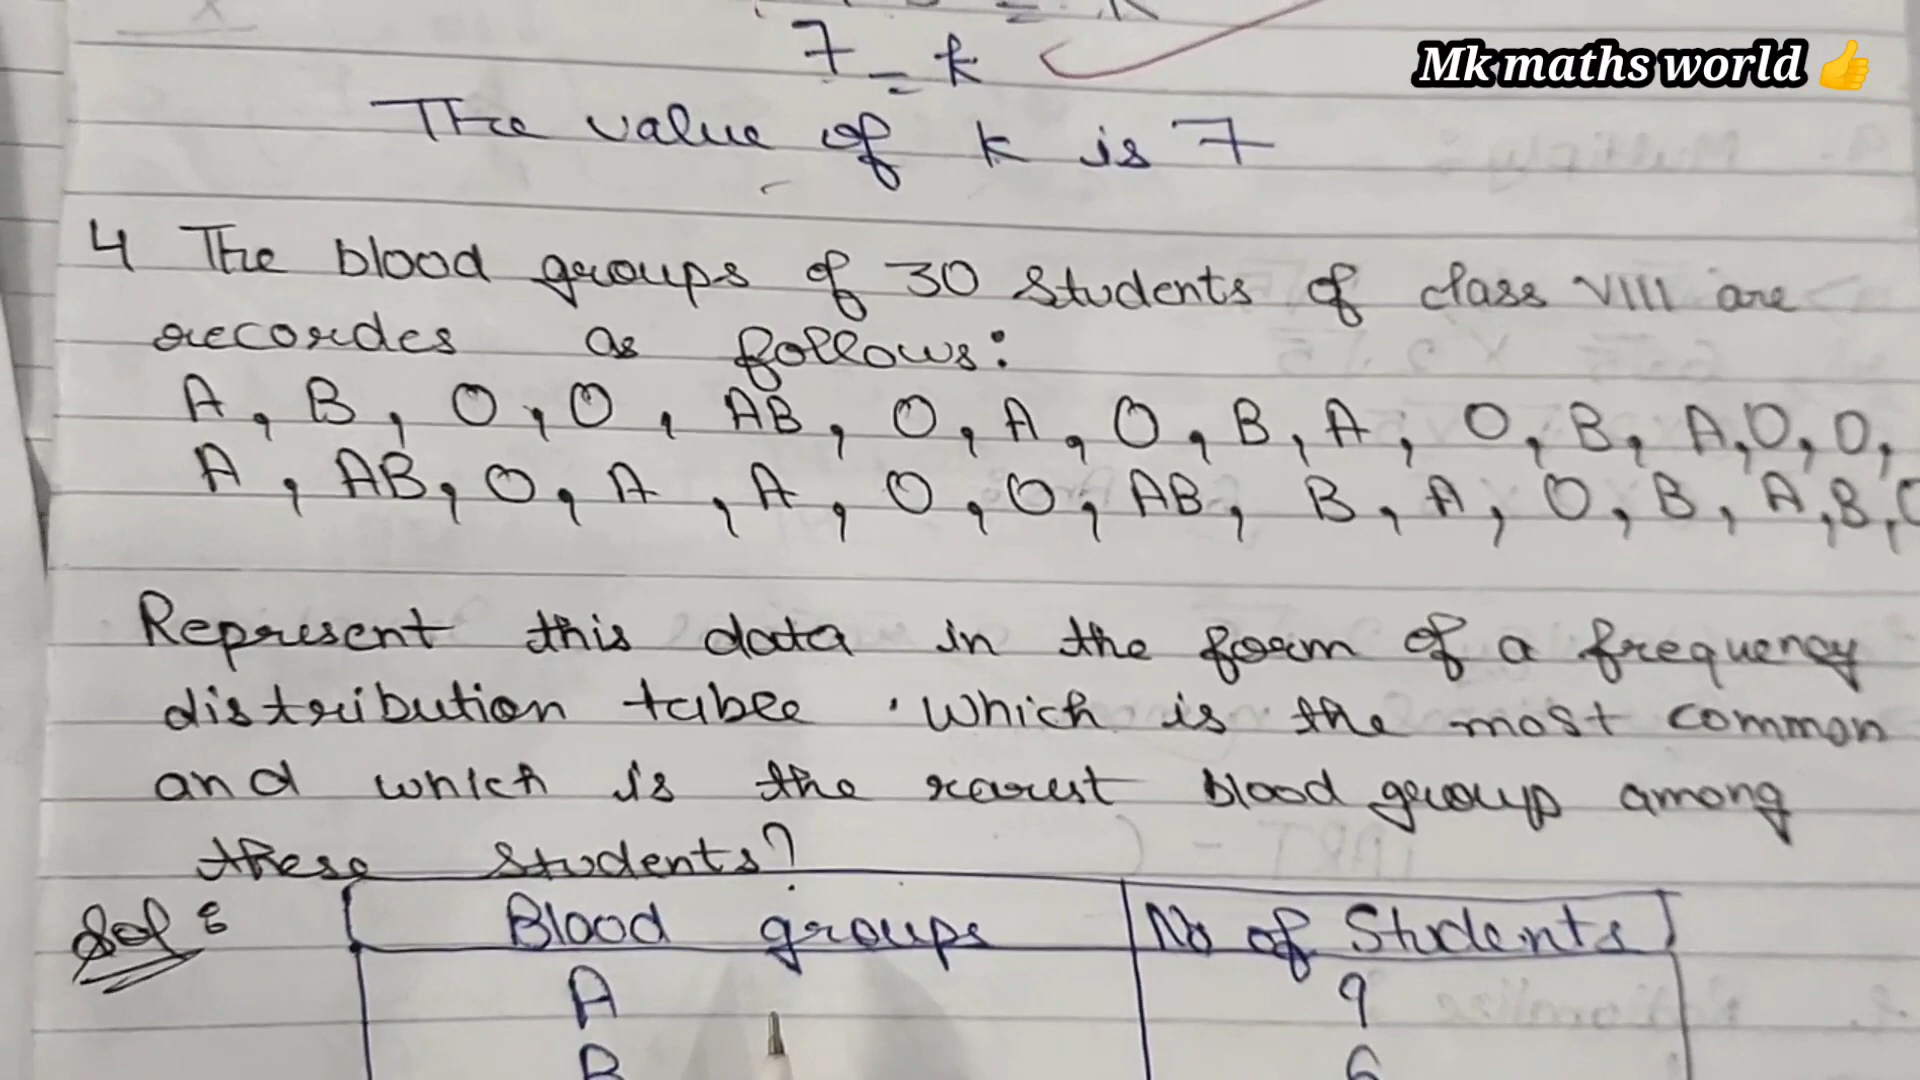 7 = k
Mk maths world 👍
The value of k is 7
4 The blood groups of 30 students of class VIII are
recordes as follows:
A, B, O, O, AB, O, A, O, B, A, O, B, A, O, O,
A, AB, O, A, A, O, O, AB, B, A, O, B, A, B, O
Represent this data in the form of a frequency
distribution table. Which is the most common
and which is the rarest blood group among
these students?
Sol :
Blood groups No of Students
A 9
B 6